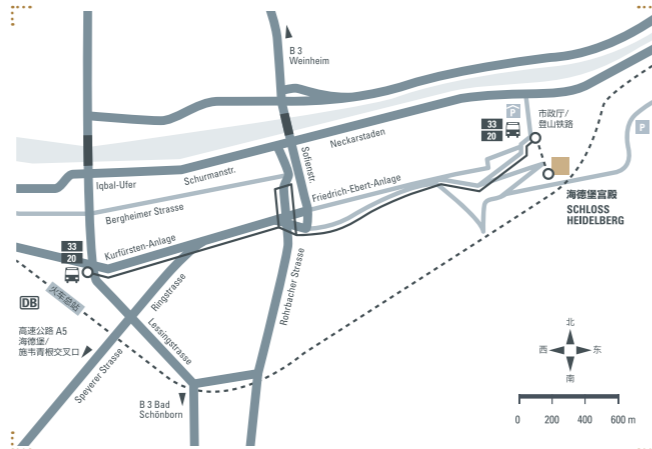 B 3
Weinheim
P
33
20
市政厅/
登山铁路
P
Neckarstaden
Sofienstr.
Iqbal-Ufer
Schurmanstr.
Friedrich-Ebert-Anlage
海德堡宫殿
SCHLOSS
HEIDELBERG
Bergheimer Strasse
33
20
Kurfürsten-Anlage
DB
火车总站
Ringstrasse
Rohrbacher Strasse
高速公路 A5
海德堡/
施韦青根交叉口
Lessingstrasse
Speyerer Strasse
B 3 Bad
Schönborn
北
西
东
南
0 200 400 600 m